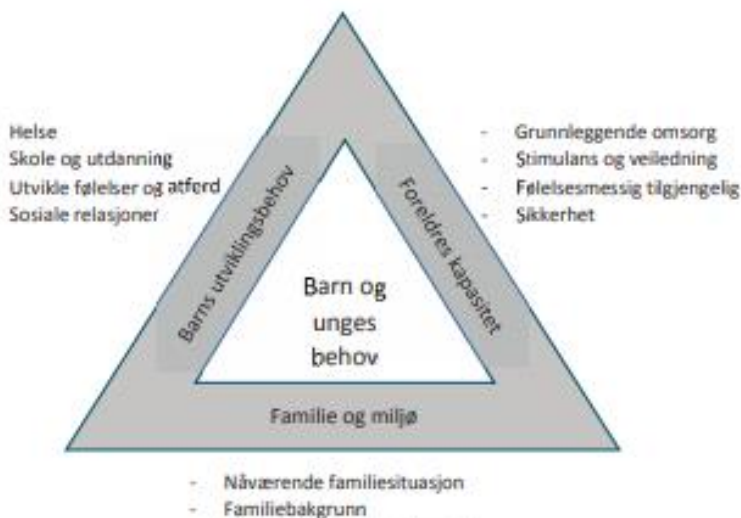 Helse
Skole og utdanning
Utvikle følelser og atferd
Sosiale relasjoner
Barns utviklingsbehov
Barn og
unges
behov
Foreldres kapasitet
- Grunnleggende omsorg
- Stimulans og veiledning
- Følelsesmessig tilgjengelig
- Sikkerhet
Familie og miljø
- Nåværende familiesituasjon
- Familiebakgrunn